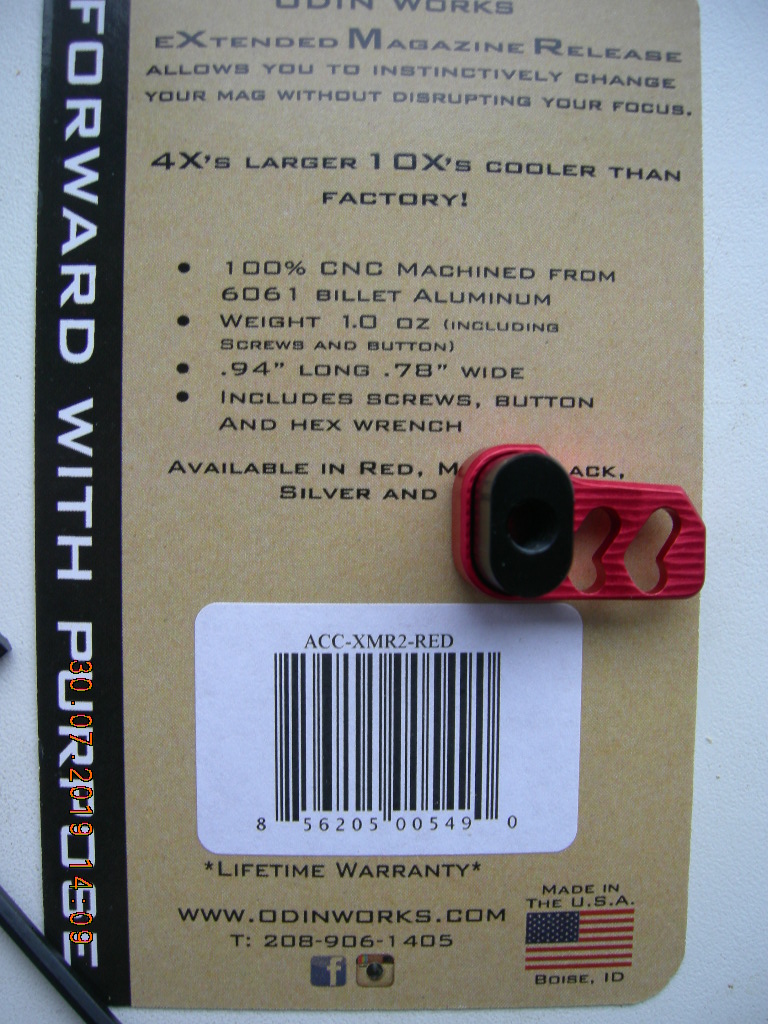 ODIN WORKS
EXTENDED MAGAZINE RELEASE
ALLOWS YOU TO INSTINCTIVELY CHANGE
YOUR MAG WITHOUT DISRUPTING YOUR FOCUS.
4X'S LARGER 10X'S COOLER THAN
FACTORY!
• 100% CNC MACHINED FROM
6061 BILLET ALUMINUM
• WEIGHT 1.0 OZ (INCLUDING
SCREWS AND BUTTON)
• .94" LONG .78" WIDE
• INCLUDES SCREWS, BUTTON
AND HEX WRENCH
AVAILABLE IN RED,
SILVER AND
ACC-XMR2-RED
8 56205 00549 0
*LIFETIME WARRANTY*
WWW.ODINWORKS.COM
T: 208-906-1405
MADE IN
THE U.S.A.
BOISE, ID
FORWARD WITH PURPOSE
30.07.2019 14:09